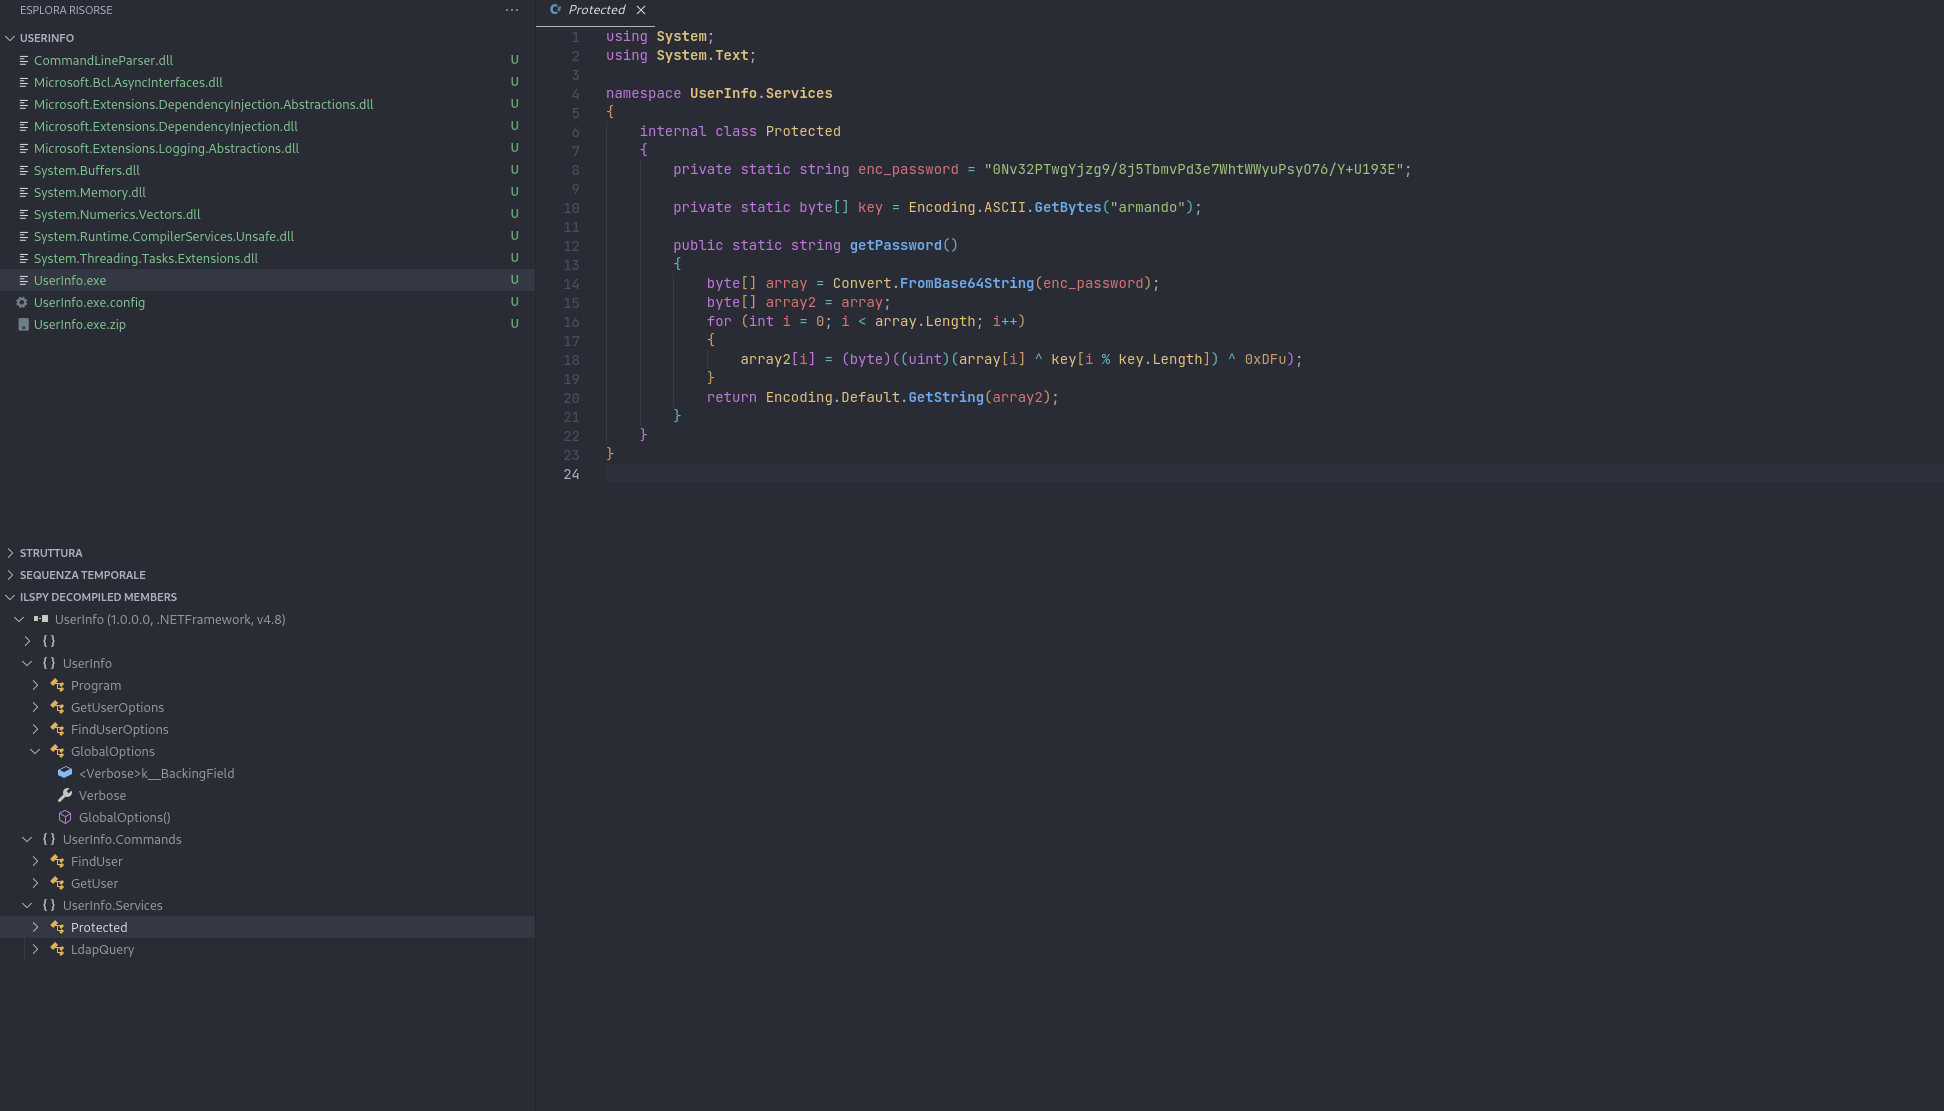 ESPLORA RISORSE
USERINFO
CommandLineParser.dll U
Microsoft.Bcl.AsyncInterfaces.dll U
Microsoft.Extensions.DependencyInjection.Abstractions.dll U
Microsoft.Extensions.DependencyInjection.dll U
Microsoft.Extensions.Logging.Abstractions.dll U
System.Buffers.dll U
System.Memory.dll U
System.Numerics.Vectors.dll U
System.Runtime.CompilerServices.Unsafe.dll U
System.Threading.Tasks.Extensions.dll U
UserInfo.exe U
UserInfo.exe.config U
UserInfo.exe.zip U
STRUTTURA
SEQUENZA TEMPORALE
ILSPY DECOMPILED MEMBERS
UserInfo (1.0.0.0, .NETFramework, v4.8)
{}
{} UserInfo
Program
GetUserOptions
FindUserOptions
GlobalOptions
<Verbose>k__BackingField
Verbose
GlobalOptions()
{} UserInfo.Commands
FindUser
GetUser
{} UserInfo.Services
Protected
LdapQuery
Protected
1 using System;
2 using System.Text;
3
4 namespace UserInfo.Services
5 {
6 internal class Protected
7 {
8 private static string enc_password = "0Nv32PTwgYjzg9/8j5TbmvPd3e7WhtWWyuPsyO76/Y+U193E";
9
10 private static byte[] key = Encoding.ASCII.GetBytes("armando");
11
12 public static string getPassword()
13 {
14 byte[] array = Convert.FromBase64String(enc_password);
15 byte[] array2 = array;
16 for (int i = 0; i < array.Length; i++)
17 {
18 array2[i] = (byte)((uint)(array[i] ^ key[i % key.Length]) ^ 0xDFu);
19 }
20 return Encoding.Default.GetString(array2);
21 }
22 }
23 }
24